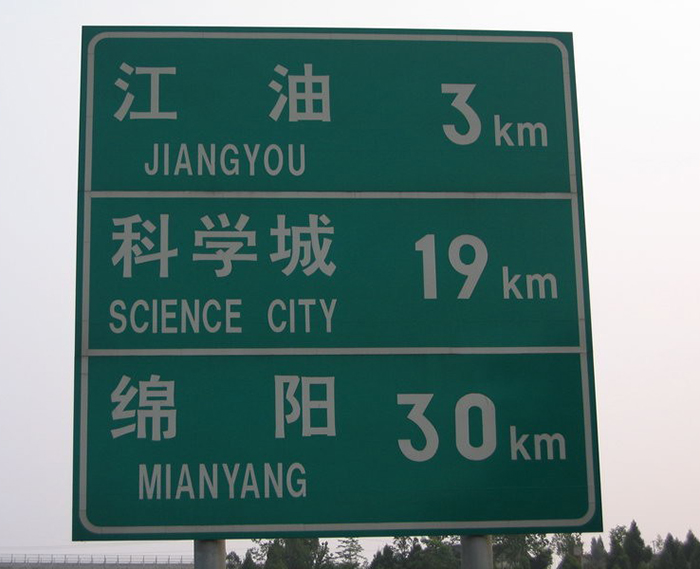 江油 3 km
JIANGYOU
科学城 19 km
SCIENCE CITY
绵阳 30 km
MIANYANG